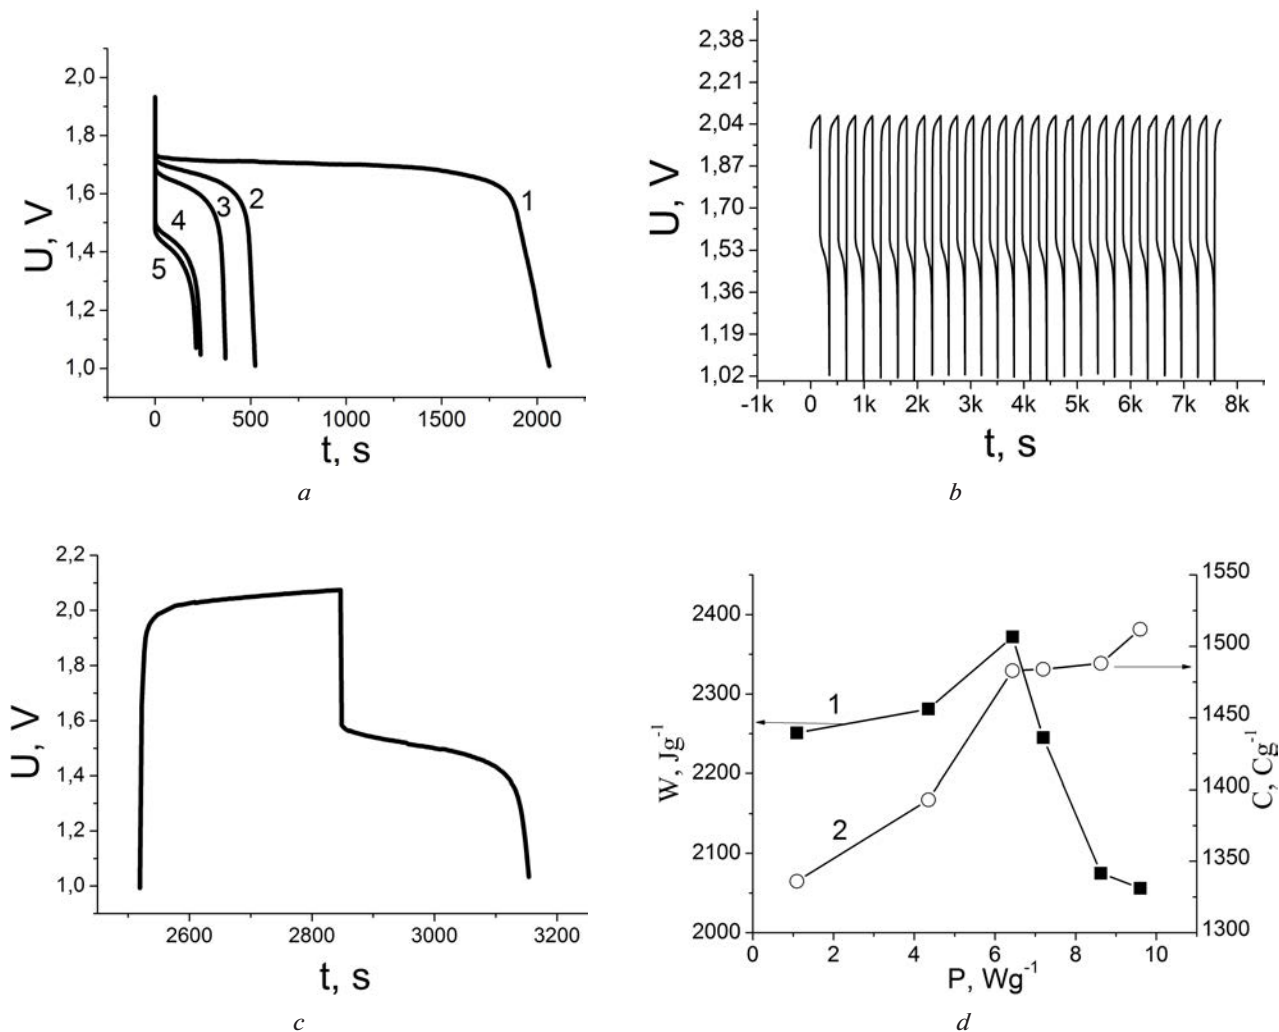 2,0
1,8
1,6
1,4
1,2
1,0
U, V
1
2
3
4
5
0 500 1000 1500 2000
t, s
a
2,38
2,21
2,04
1,87
1,70
1,53
1,36
1,19
1,02
U, V
-1k 0 1k 2k 3k 4k 5k 6k 7k 8k
t, s
b
2,2
2,0
1,8
1,6
1,4
1,2
1,0
U, V
2600 2800 3000 3200
t, s
c
2400
2300
2200
2100
2000
W, Jg⁻¹
1
2
1550
1500
1450
1400
1350
1300
C, Cg⁻¹
0 2 4 6 8 10
P, Wg⁻¹
d